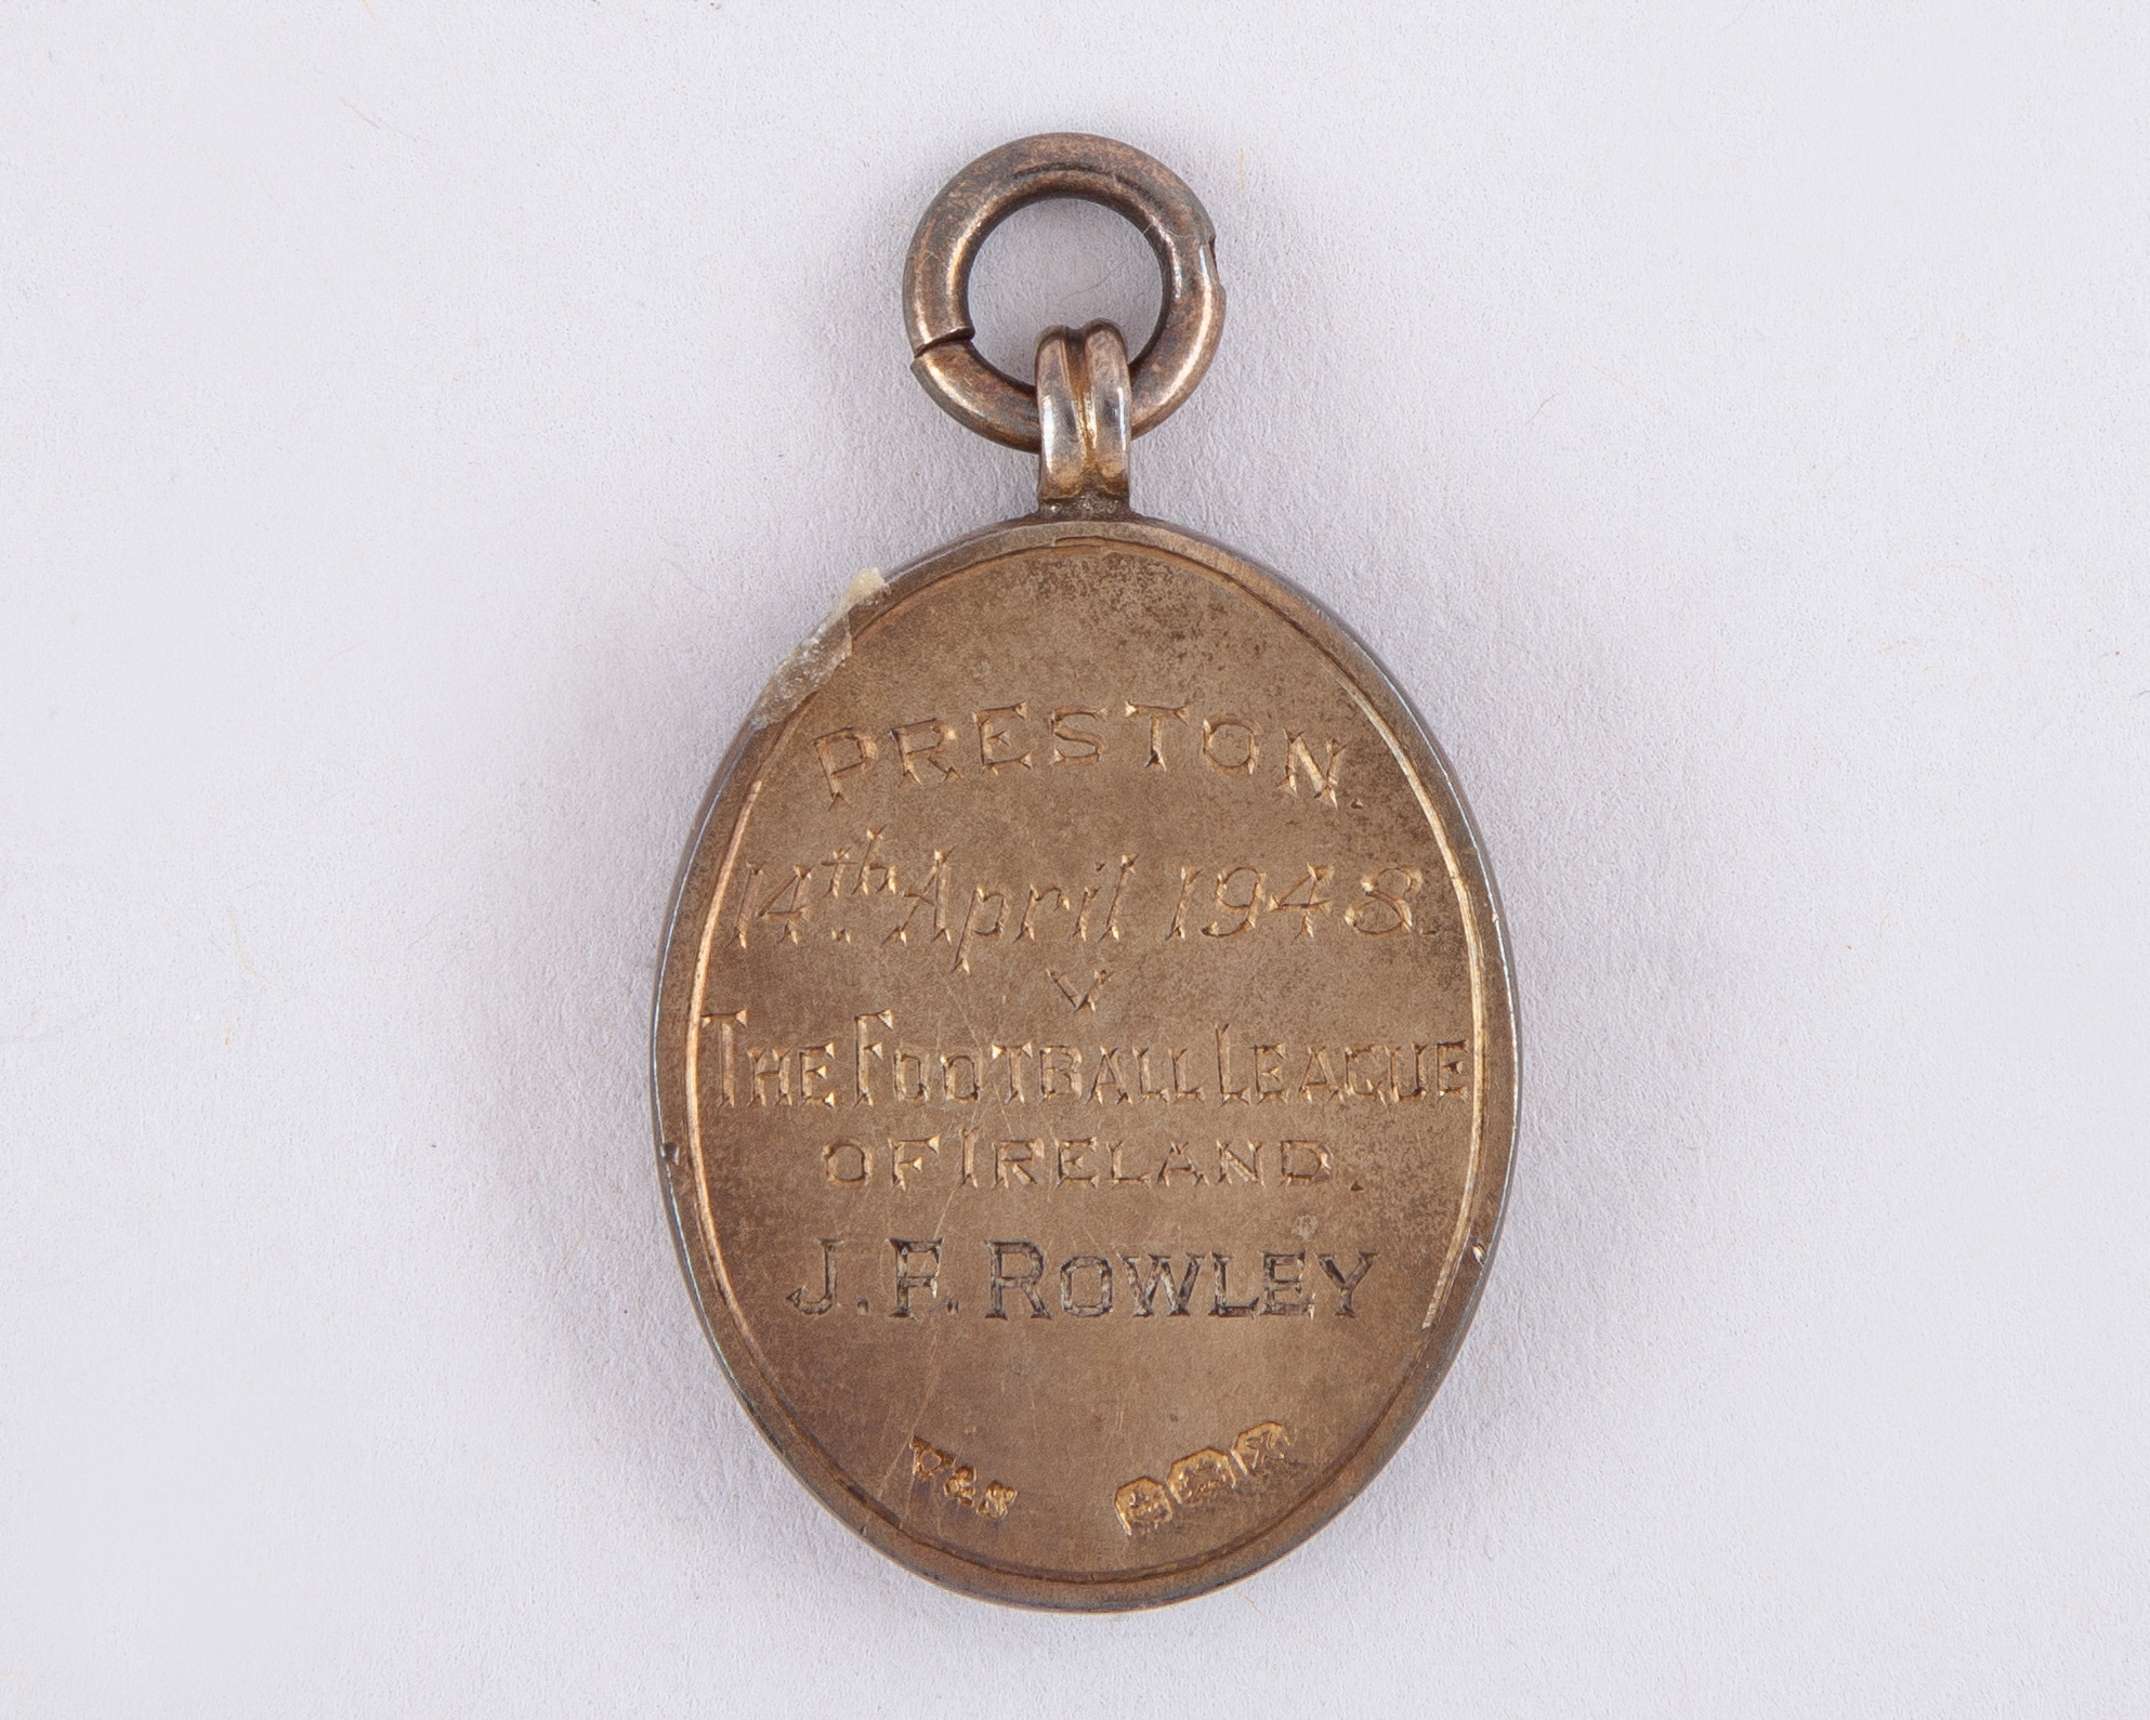 PRESTON.
14th. April 1948.
v
THE FOOTBALL LEAGUE
OF IRELAND.
J. F. ROWLEY
V&S